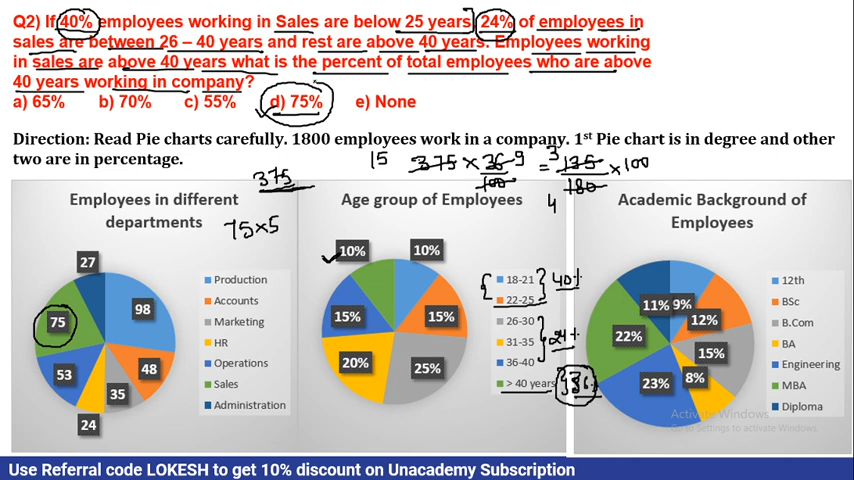 Q2) If 40% employees working in Sales are below 25 years, 24% of employees in
sales are between 26 – 40 years and rest are above 40 years. Employees working
in sales are above 40 years what is the percent of total employees who are above
40 years working in company?
a) 65% b) 70% c) 55% d) 75% e) None
Direction: Read Pie charts carefully. 1800 employees work in a company. 1st Pie chart is in degree and other
two are in percentage.
375
75×5
15 375 × 36 9 = 3 135 × 100
100 180
4
Employees in different
departments
27
98
75
48
53
35
24
Production
Accounts
Marketing
HR
Operations
Sales
Administration
Age group of Employees
10% 10%
15% 15%
20% 25%
18-21
22-25
26-30
31-35
36-40
> 40 years
40%
24%
36%
Academic Background of
Employees
11% 9%
12%
22%
15%
23% 8%
12th
BSc
B.Com
BA
Engineering
MBA
Diploma
Activate Windows
Go to Settings to activate Windows.
Use Referral code LOKESH to get 10% discount on Unacademy Subscription